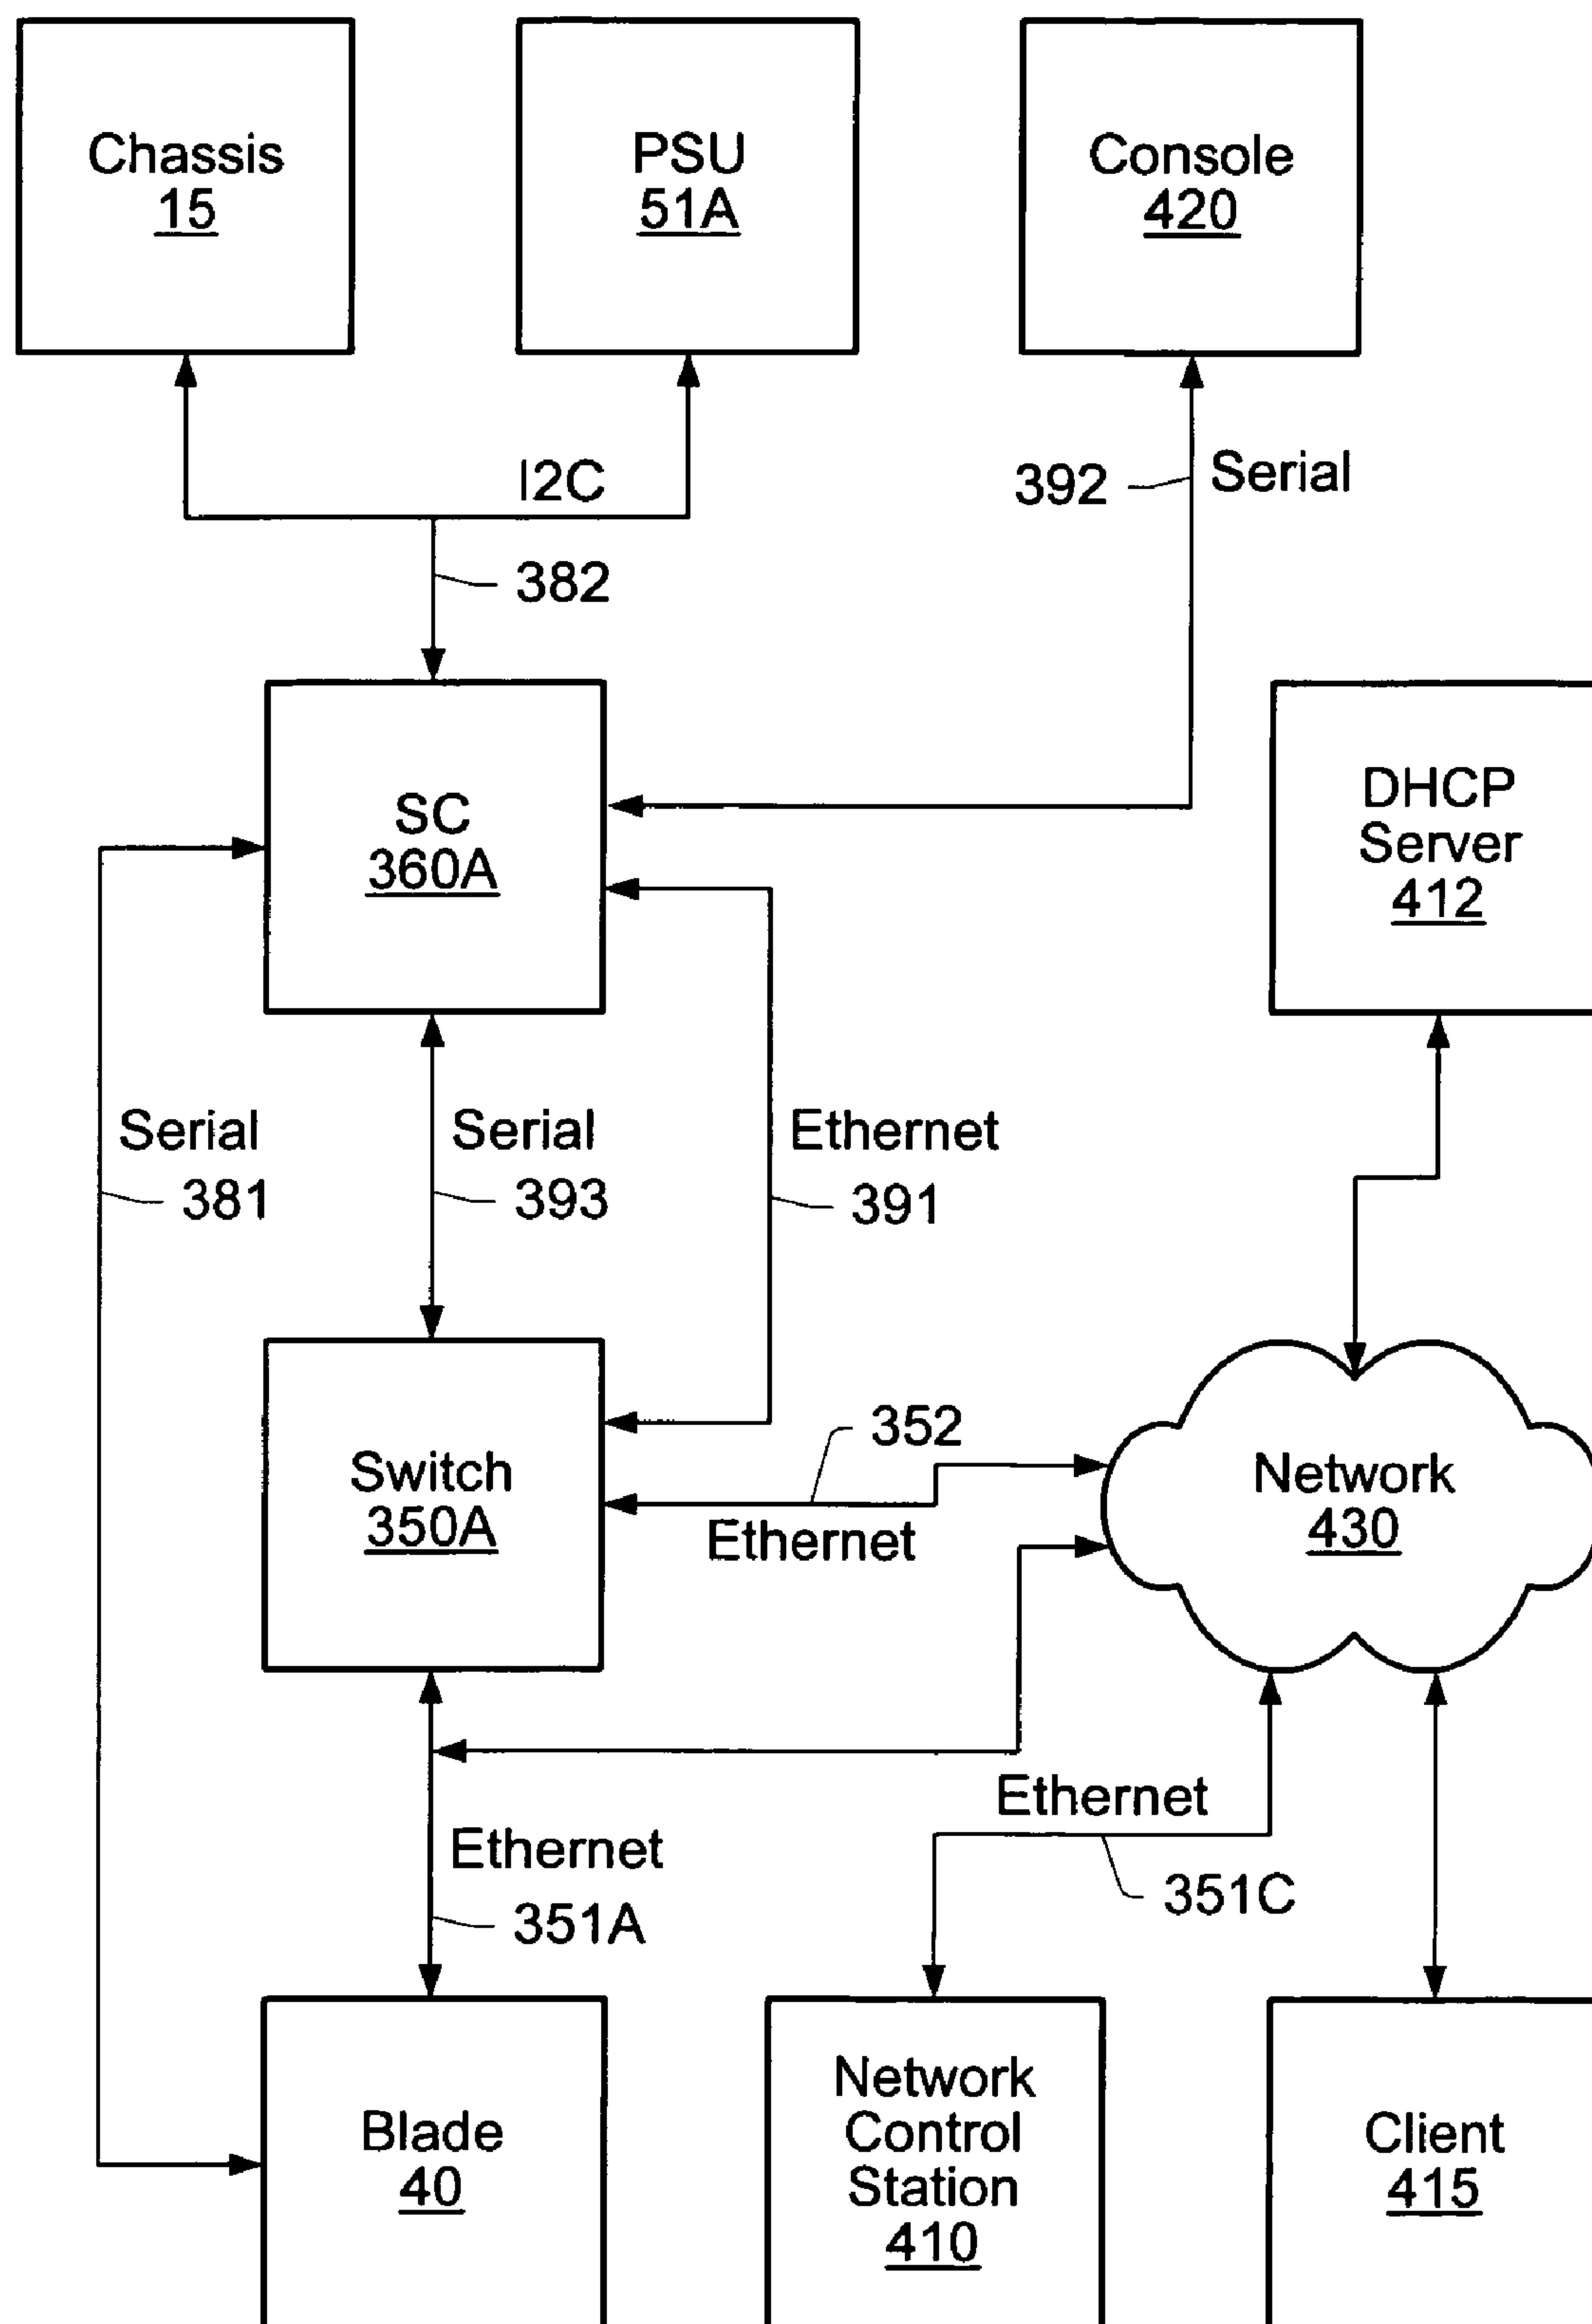 Chassis
15
PSU
51A
Console
420
I2C
392
Serial
382
SC
360A
DHCP
Server
412
Serial
381
Serial
393
Ethernet
391
352
Switch
350A
Ethernet
Network
430
Ethernet
351A
Ethernet
351C
Blade
40
Network
Control
Station
410
Client
415